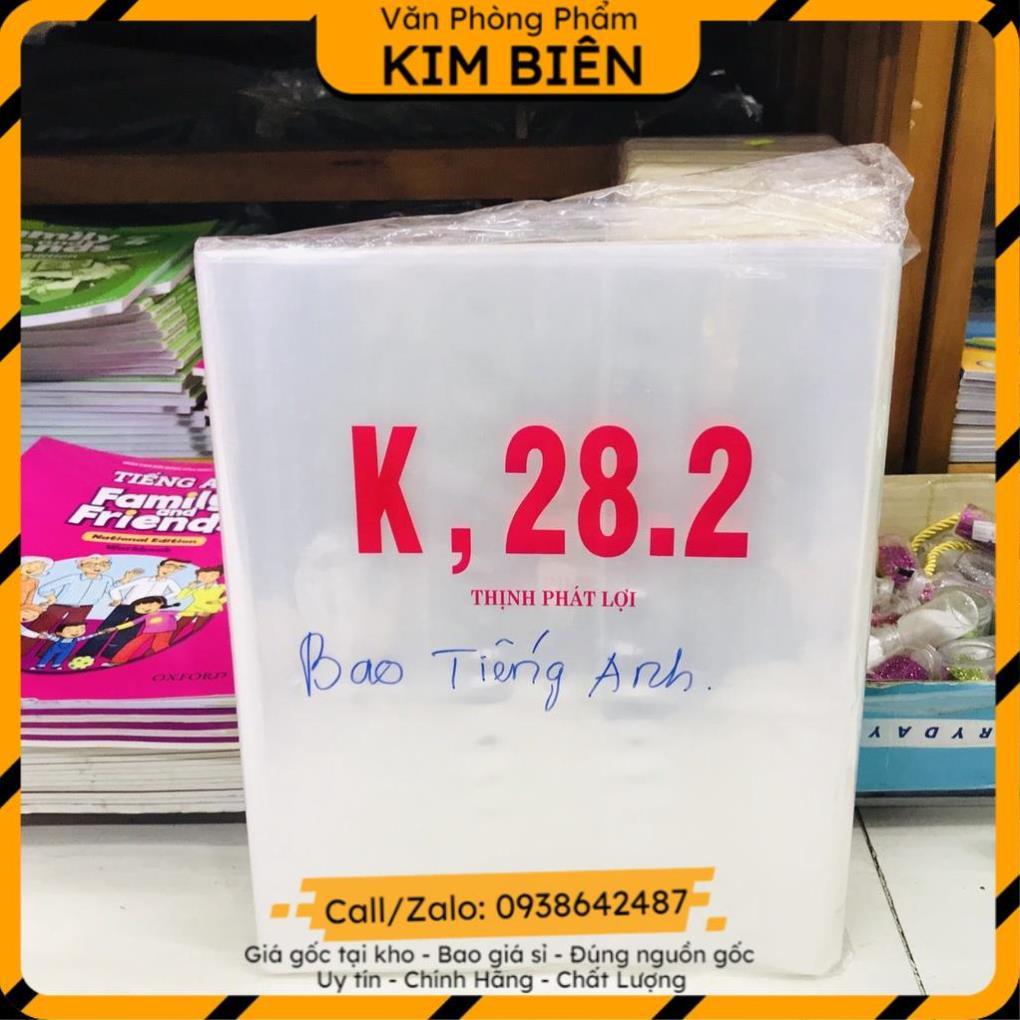 Văn Phòng Phẩm
KIM BIÊN
K, 28.2
THỊNH PHÁT LỢI
Bao Tiếng Anh.
TIẾNG A
Family
and
Friends
National Edition
Workbook
OXFORD
RYDAY
Call/Zalo: 0938642487
Giá gốc tại kho - Bao giá sỉ - Đúng nguồn gốc
Uy tín - Chính Hãng - Chất Lượng